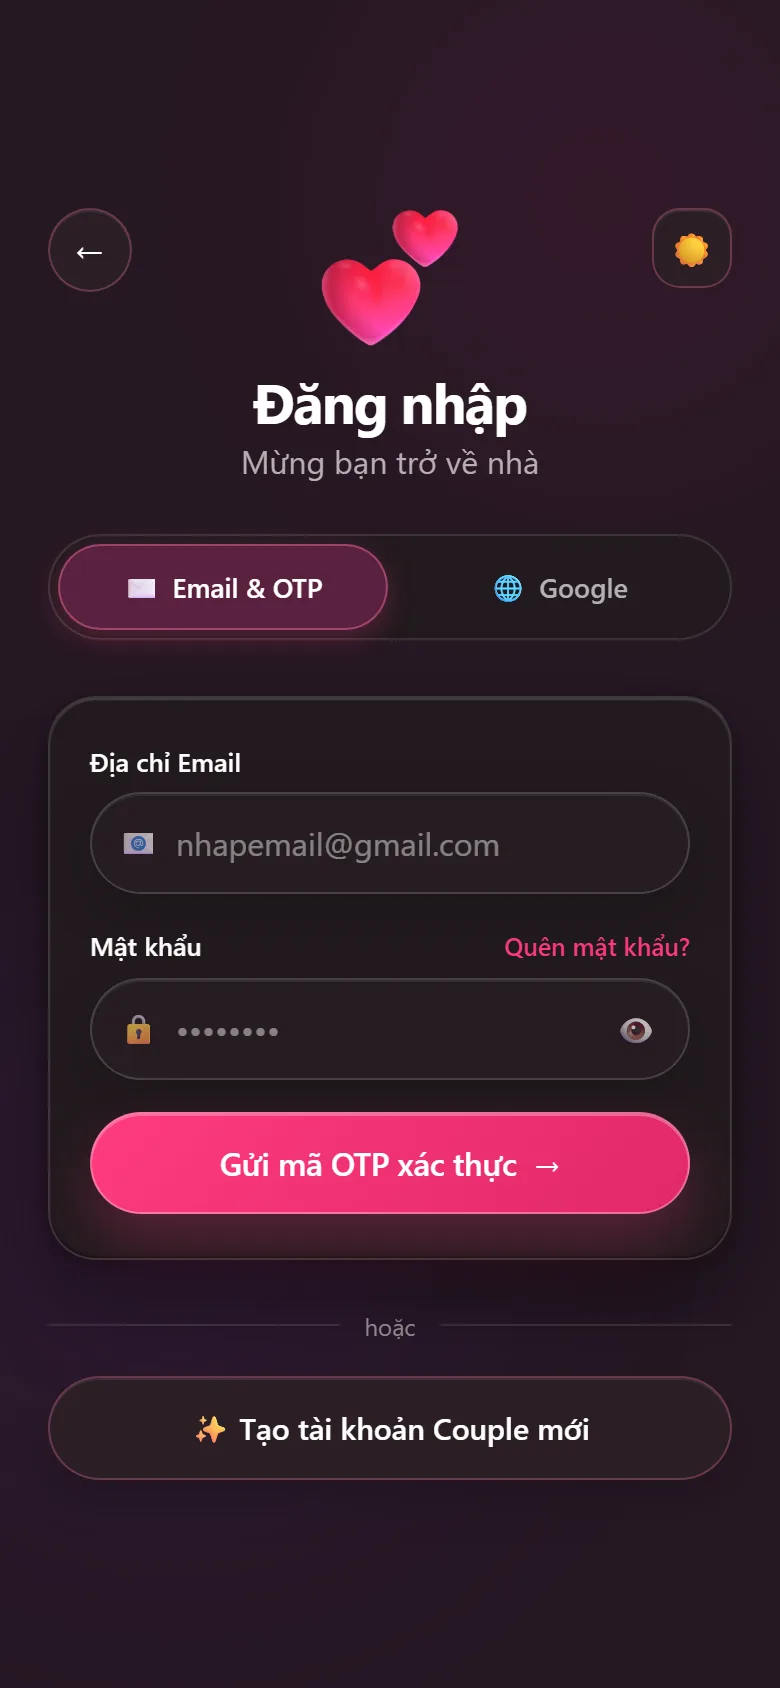 ←
Đăng nhập
Mừng bạn trở về nhà
Email & OTP
Google
Địa chỉ Email
nhapemail@gmail.com
Mật khẩu
Quên mật khẩu?
••••••••
Gửi mã OTP xác thực →
hoặc
Tạo tài khoản Couple mới